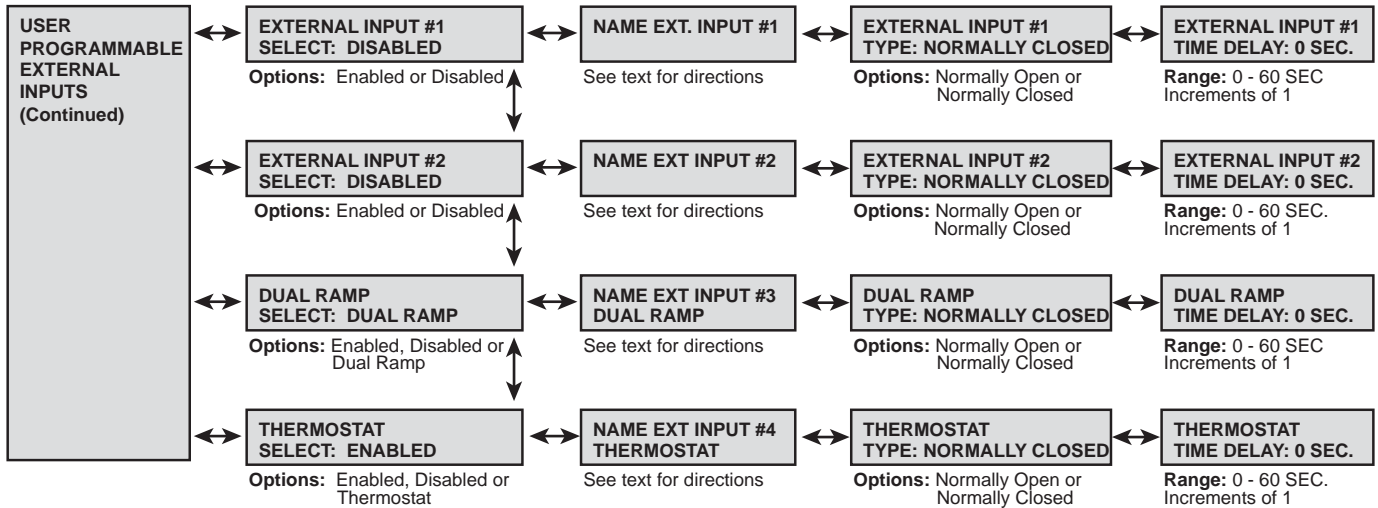 USER
PROGRAMMABLE
EXTERNAL
INPUTS
(Continued)
EXTERNAL INPUT #1
SELECT: DISABLED
Options: Enabled or Disabled
NAME EXT. INPUT #1
See text for directions
EXTERNAL INPUT #1
TYPE: NORMALLY CLOSED
Options: Normally Open or
Normally Closed
EXTERNAL INPUT #1
TIME DELAY: 0 SEC.
Range: 0 - 60 SEC
Increments of 1
EXTERNAL INPUT #2
SELECT: DISABLED
Options: Enabled or Disabled
NAME EXT INPUT #2
See text for directions
EXTERNAL INPUT #2
TYPE: NORMALLY CLOSED
Options: Normally Open or
Normally Closed
EXTERNAL INPUT #2
TIME DELAY: 0 SEC.
Range: 0 - 60 SEC.
Increments of 1
DUAL RAMP
SELECT: DUAL RAMP
Options: Enabled, Disabled or
Dual Ramp
NAME EXT INPUT #3
DUAL RAMP
See text for directions
DUAL RAMP
TYPE: NORMALLY CLOSED
Options: Normally Open or
Normally Closed
DUAL RAMP
TIME DELAY: 0 SEC.
Range: 0 - 60 SEC
Increments of 1
THERMOSTAT
SELECT: ENABLED
Options: Enabled, Disabled or
Thermostat
NAME EXT INPUT #4
THERMOSTAT
See text for directions
THERMOSTAT
TYPE: NORMALLY CLOSED
Options: Normally Open or
Normally Closed
THERMOSTAT
TIME DELAY: 0 SEC.
Range: 0 - 60 SEC.
Increments of 1